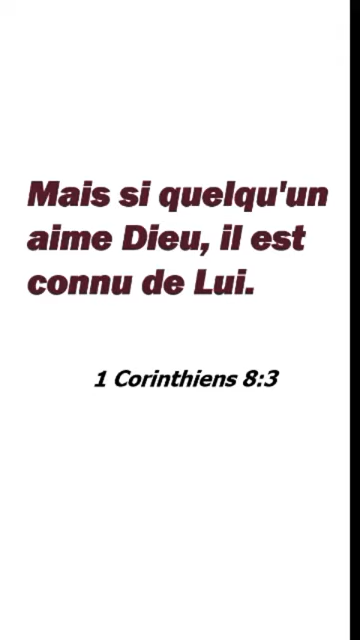 Mais si quelqu'un
aime Dieu, il est
connu de Lui.
1 Corinthiens 8:3